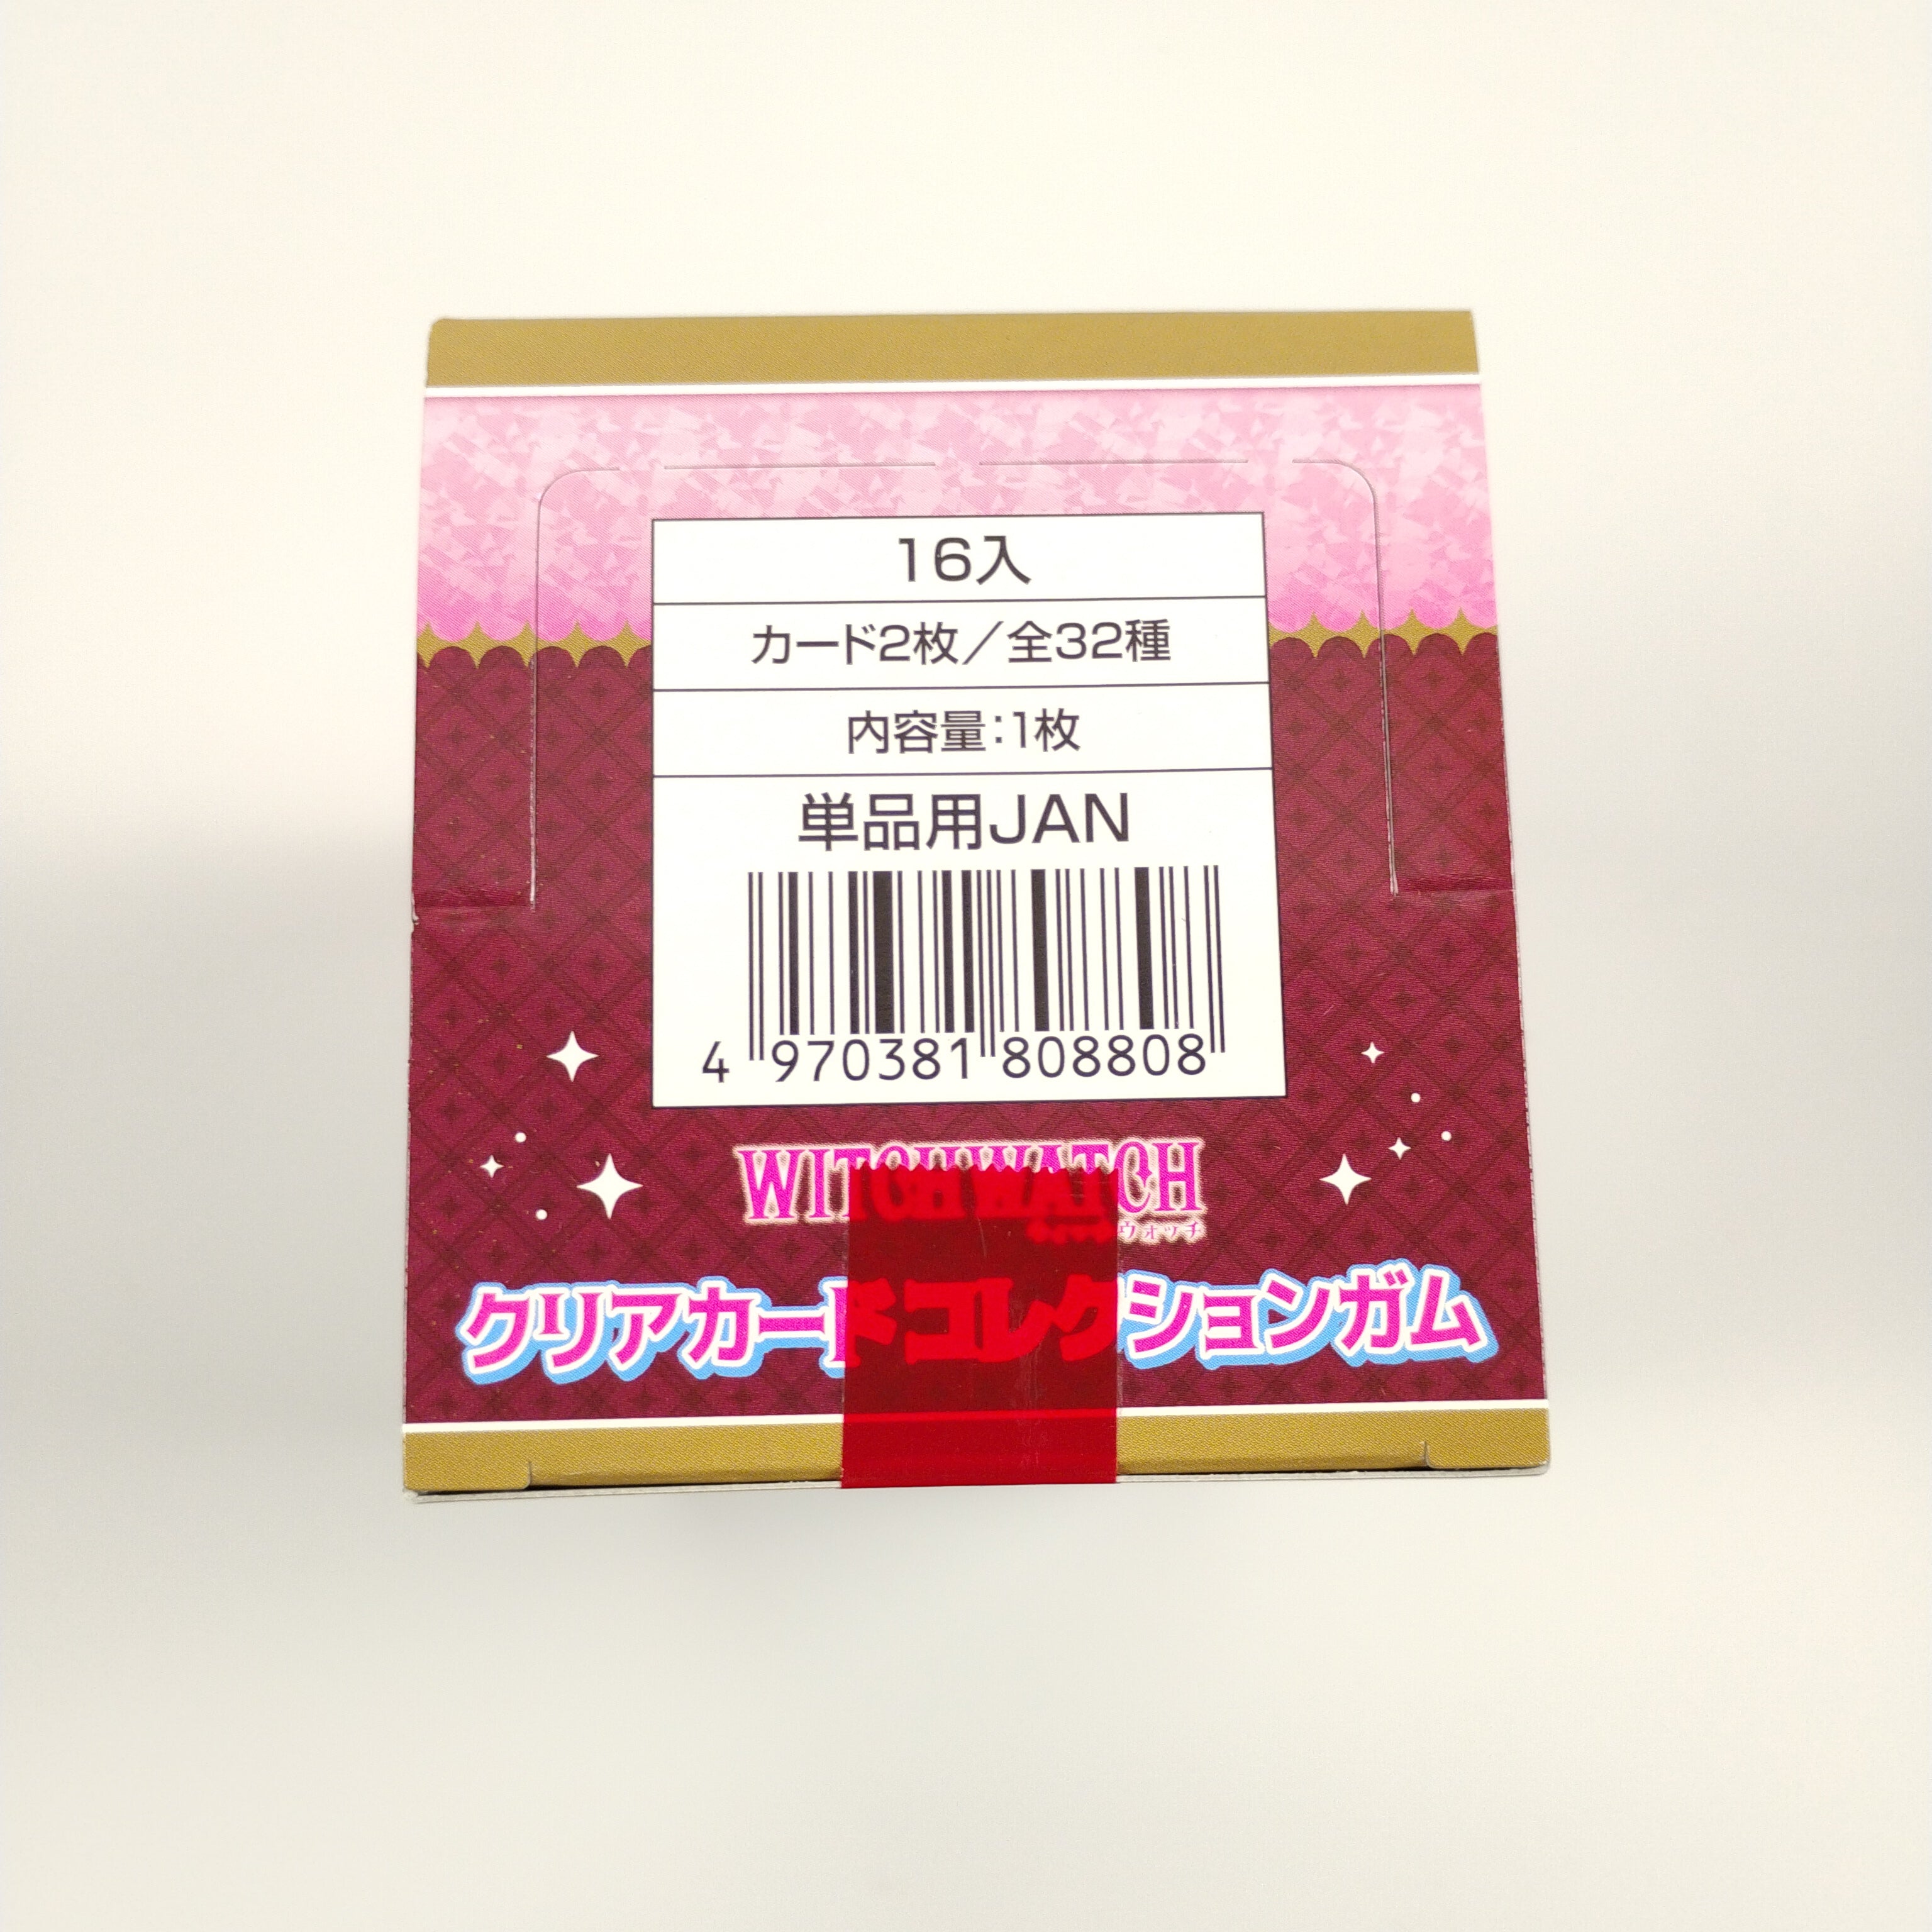 16入
カード2枚／全32種
内容量：1枚
単品用JAN
4 970381 808808
WITCH WATCH
ウォッチ
クリアカードコレクションガム